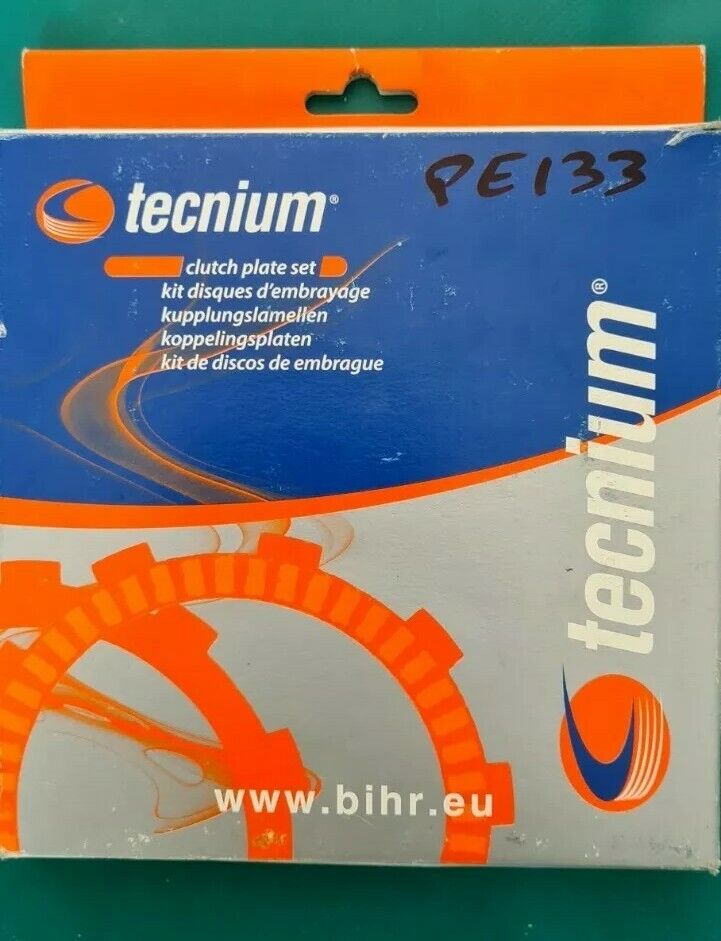 PE133
tecnium®
clutch plate set
kit disques d'embrayage
kupplungslamellen
koppelingsplaten
kit de discos de embrague
tecnium®
www.bihr.eu